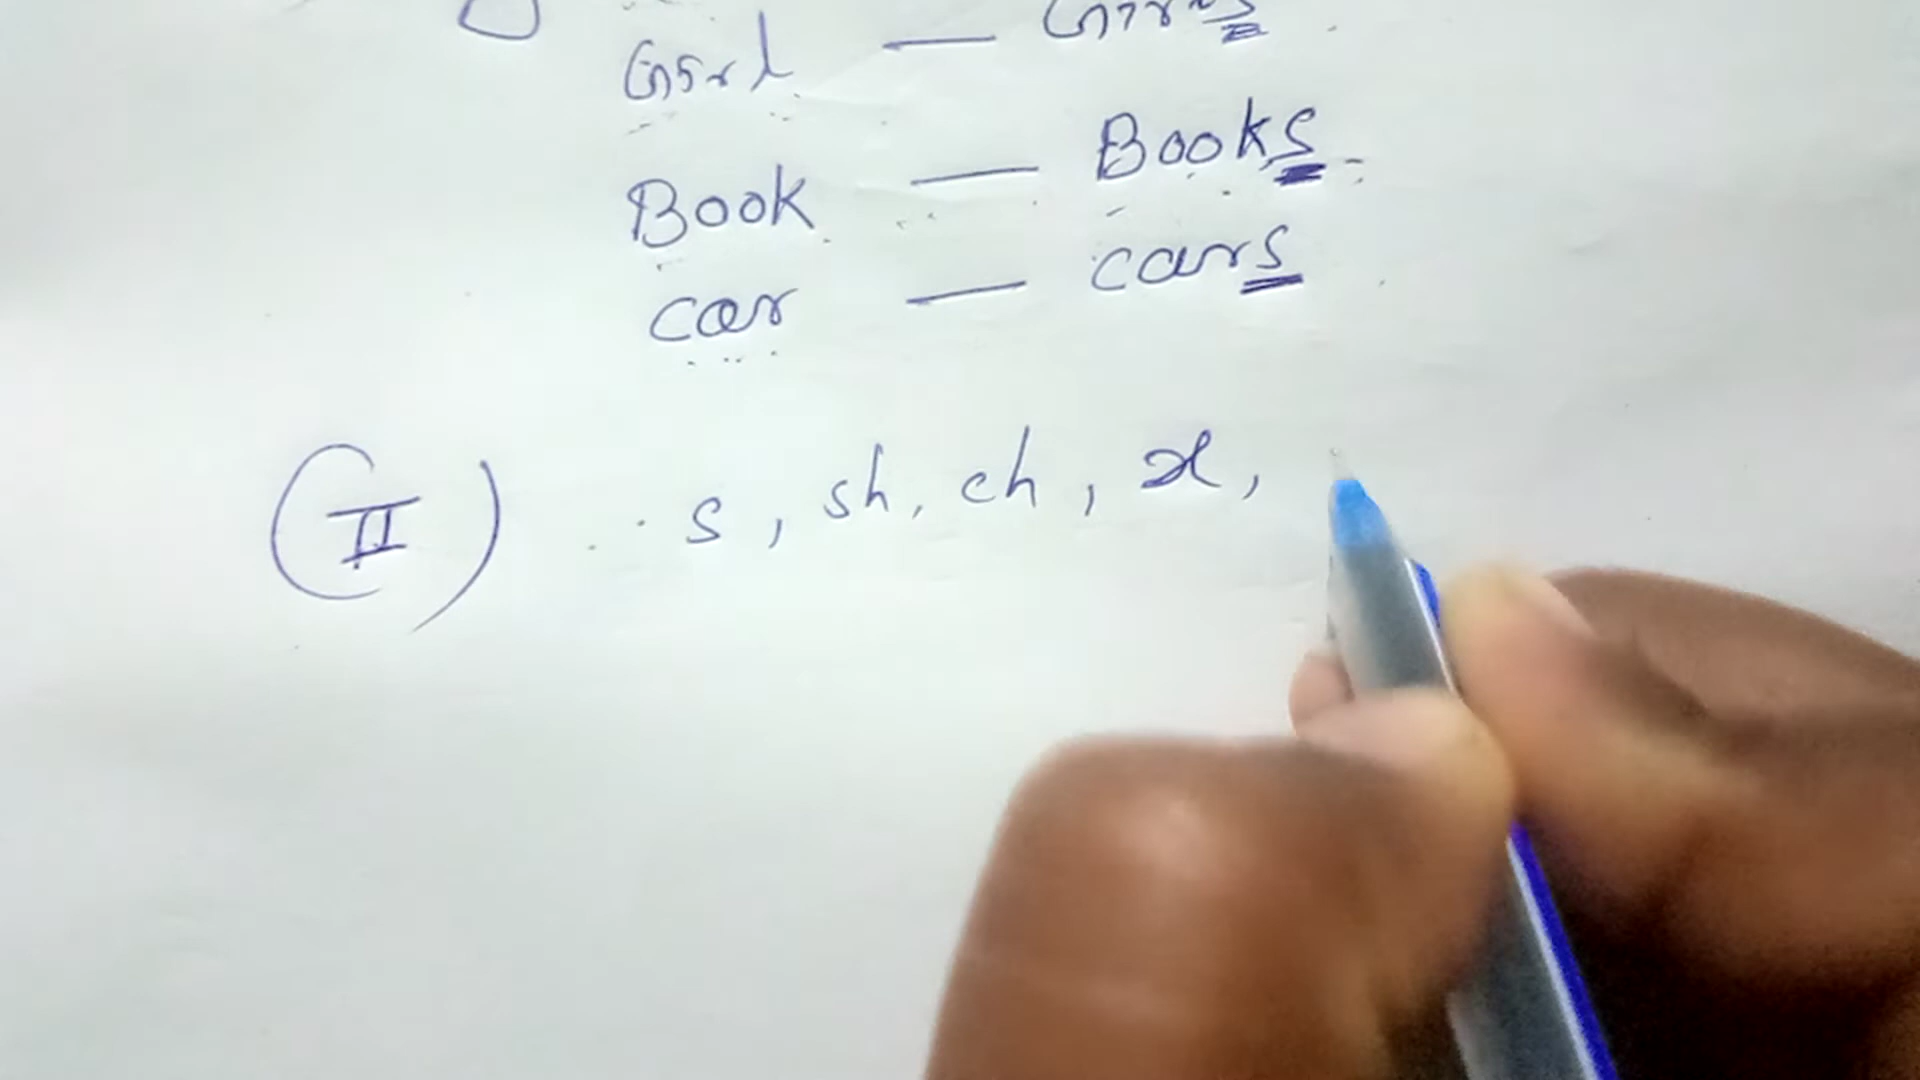 Girl — Girls
Book — Books
car — cars
(II) s, sh, ch, x,